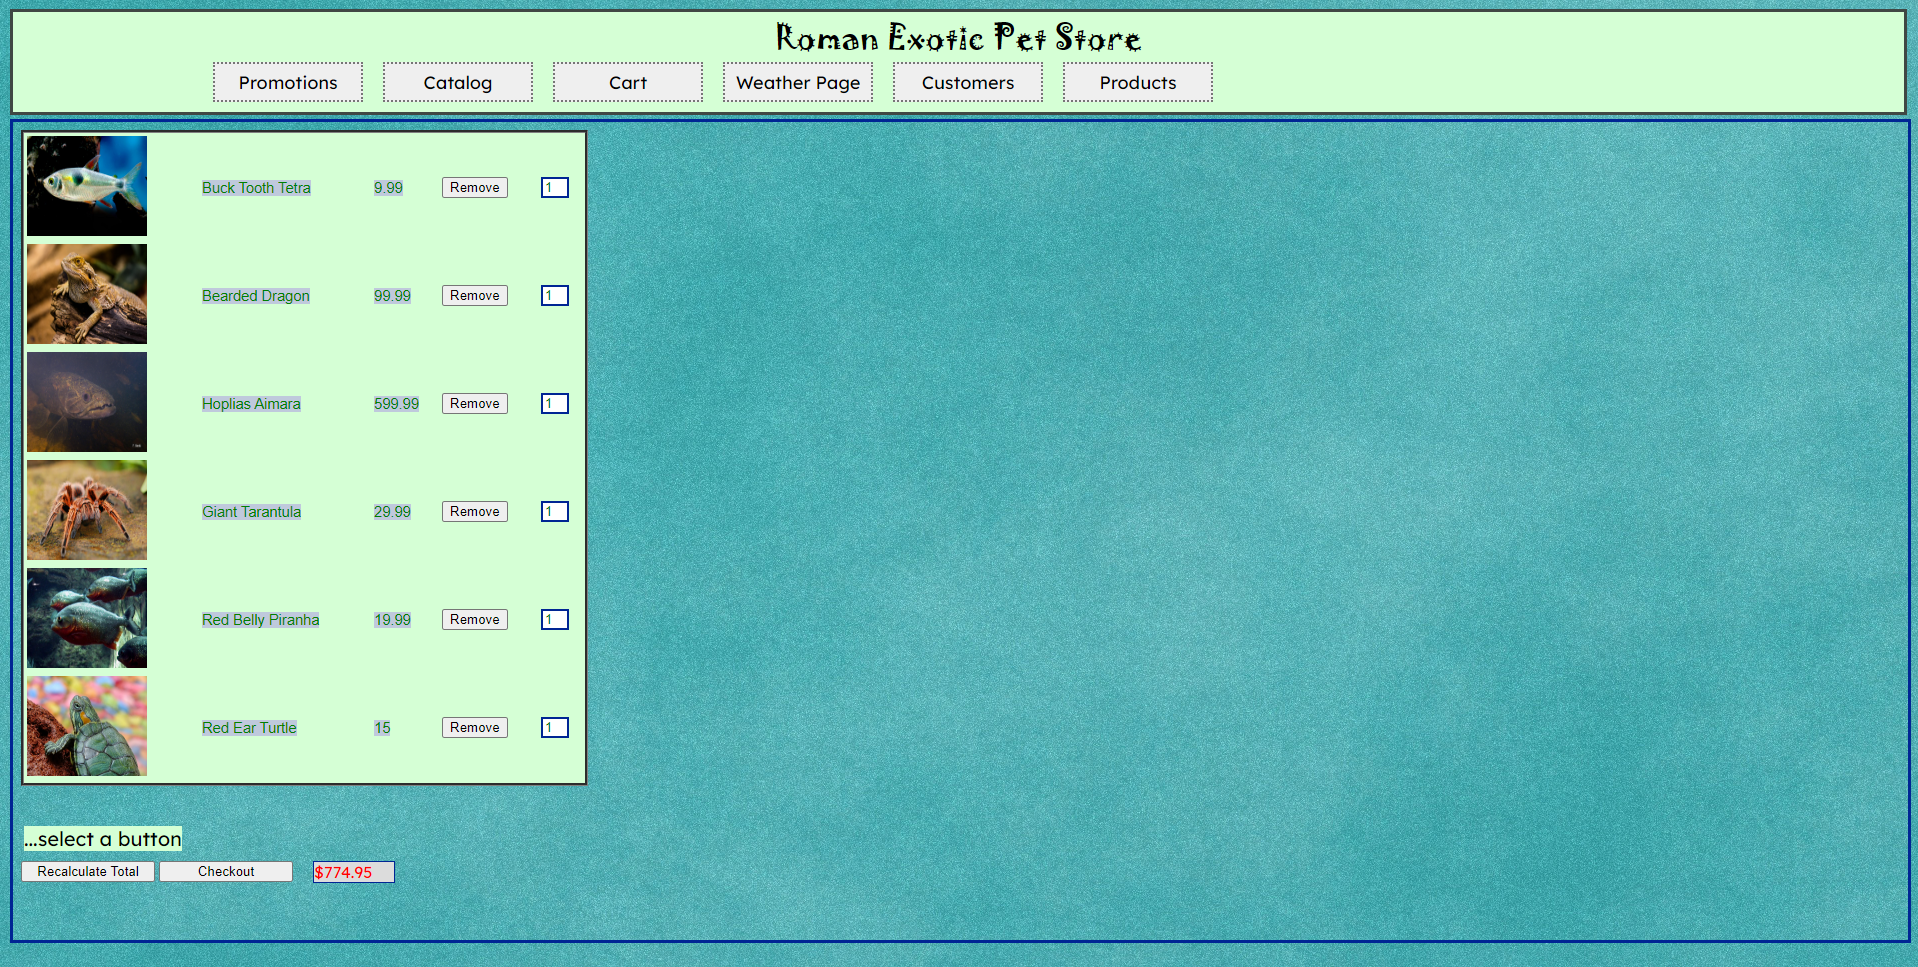 Roman Exotic Pet Store
Promotions Catalog Cart Weather Page Customers Products
Buck Tooth Tetra 9.99 Remove 1
Bearded Dragon 99.99 Remove 1
Hoplias Aimara 599.99 Remove 1
Giant Tarantula 29.99 Remove 1
Red Belly Piranha 19.99 Remove 1
Red Ear Turtle 15 Remove 1
...select a button
Recalculate Total Checkout $774.95